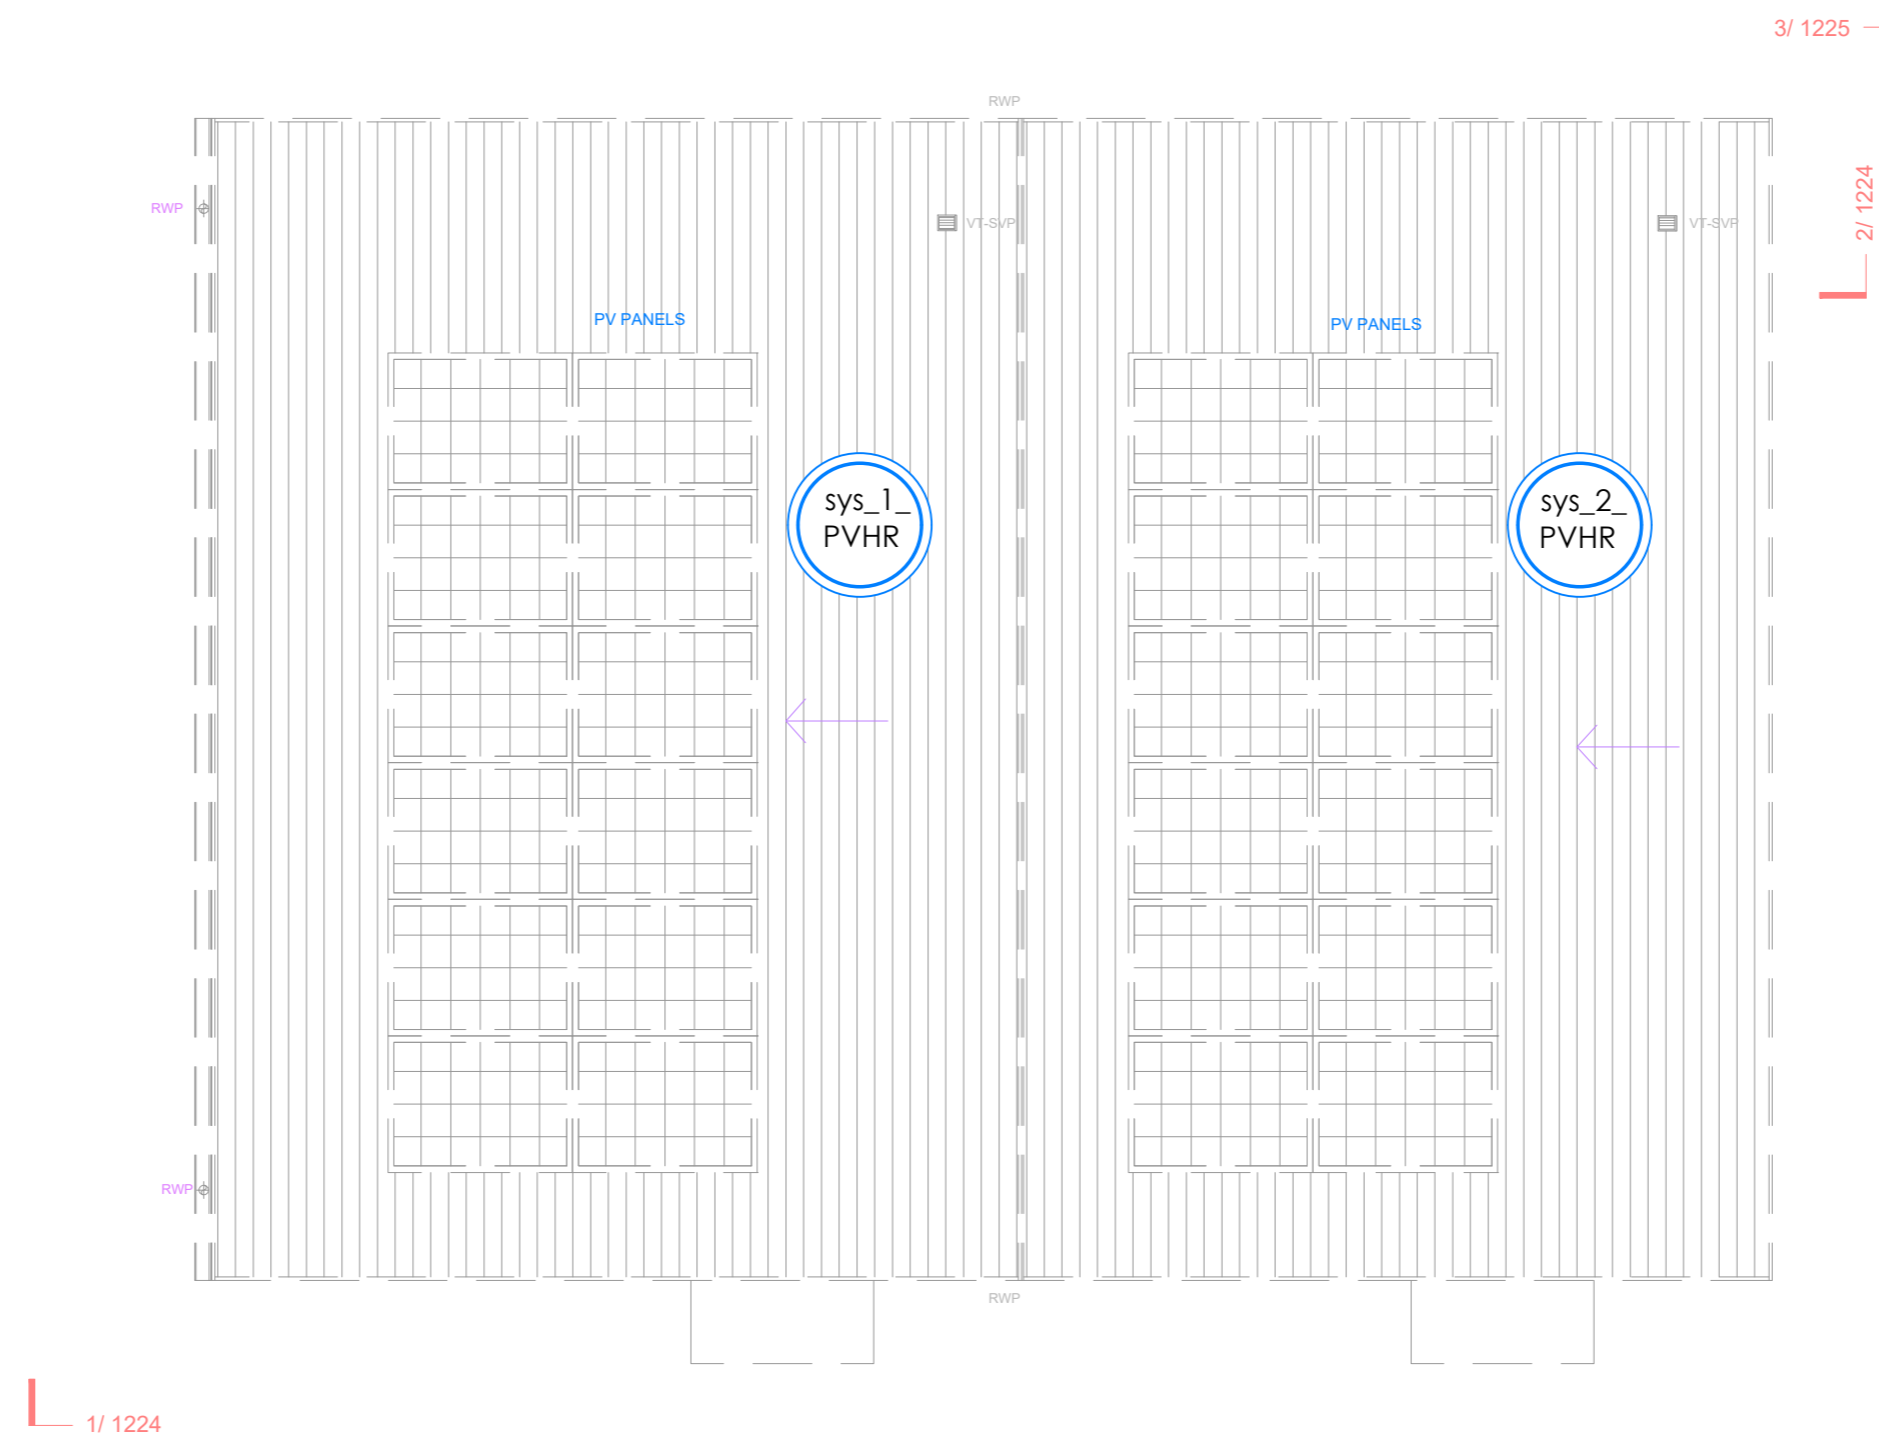 3/ 1225
RWP
2/ 1224
RWP
VT-SVP
VT-SVP
PV PANELS
PV PANELS
sys_1_
PVHR
sys_2_
PVHR
RWP
RWP
1/ 1224